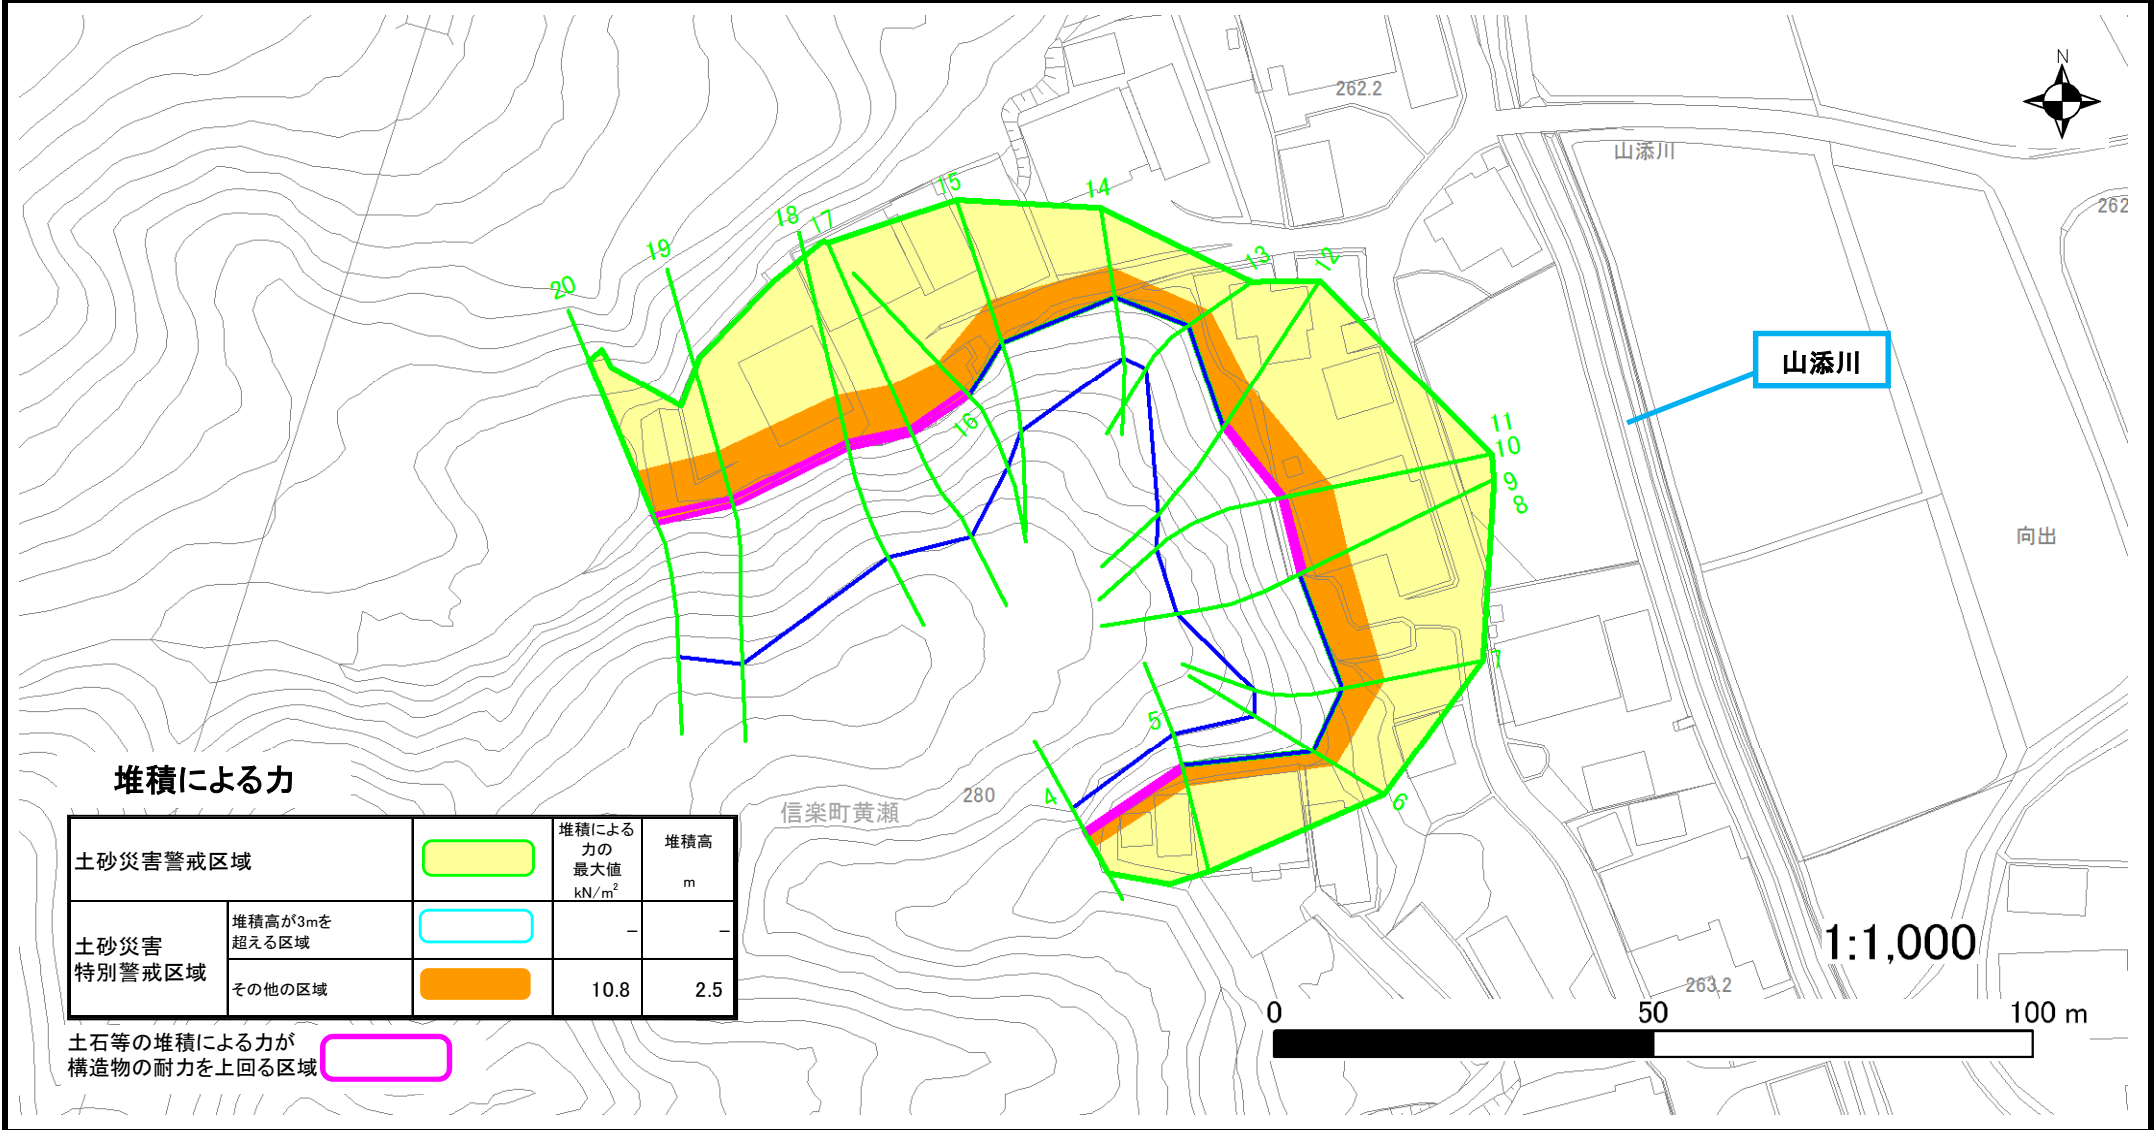 N
262.2
山添川
262
15
14
18
17
19
20
13
12
山添川
16
11
10
9
8
向出
7
5
4
6
信楽町黄瀬
280
堆積による力
土砂災害警戒区域
堆積による
力の
最大値
kN/m²
堆積高
m
土砂災害
特別警戒区域
堆積高が3mを
超える区域
–
–
その他の区域
10.8
2.5
土石等の堆積による力が
構造物の耐力を上回る区域
1:1,000
263.2
0
50
100 m